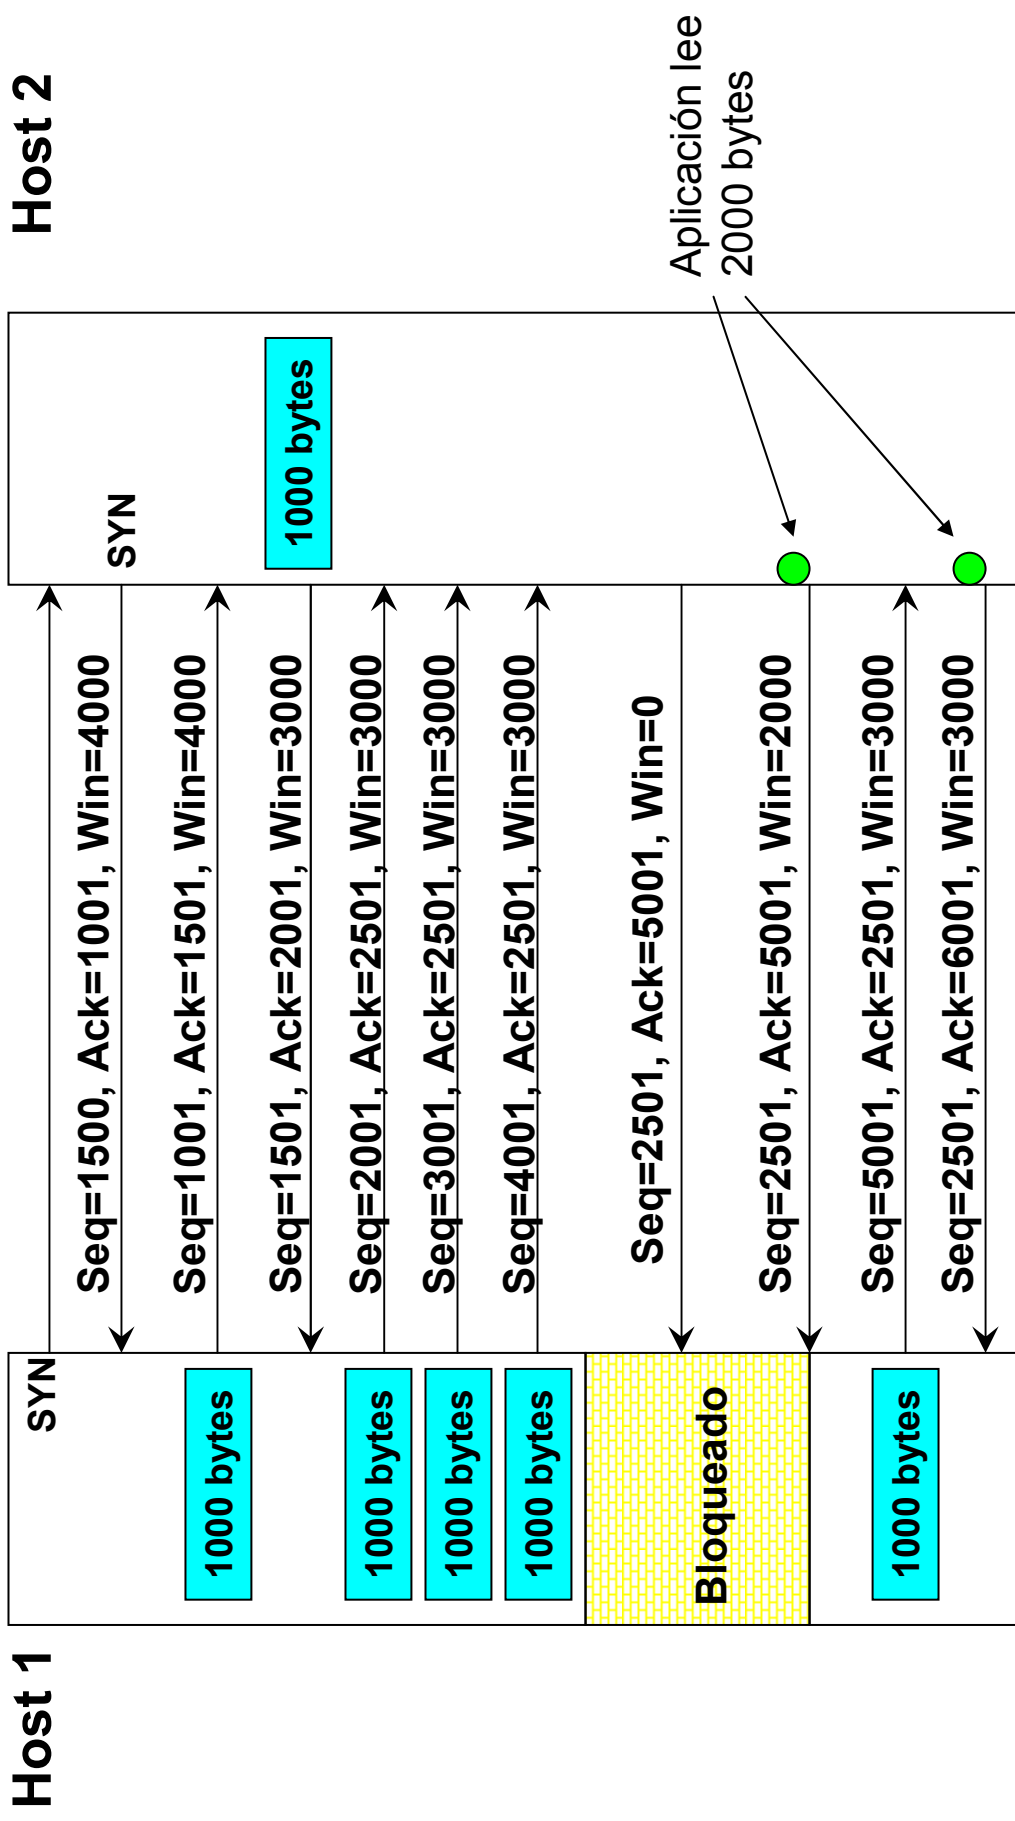 Host 1
Host 2
SYN
Seq=1500, Ack=1001, Win=4000
SYN
1000 bytes
Seq=1001, Ack=1501, Win=4000
Seq=1501, Ack=2001, Win=3000
1000 bytes
1000 bytes
Seq=2001, Ack=2501, Win=3000
1000 bytes
Seq=3001, Ack=2501, Win=3000
1000 bytes
Seq=4001, Ack=2501, Win=3000
Seq=2501, Ack=5001, Win=0
Bloqueado
Aplicación lee
2000 bytes
Seq=2501, Ack=5001, Win=2000
1000 bytes
Seq=5001, Ack=2501, Win=3000
Seq=2501, Ack=6001, Win=3000